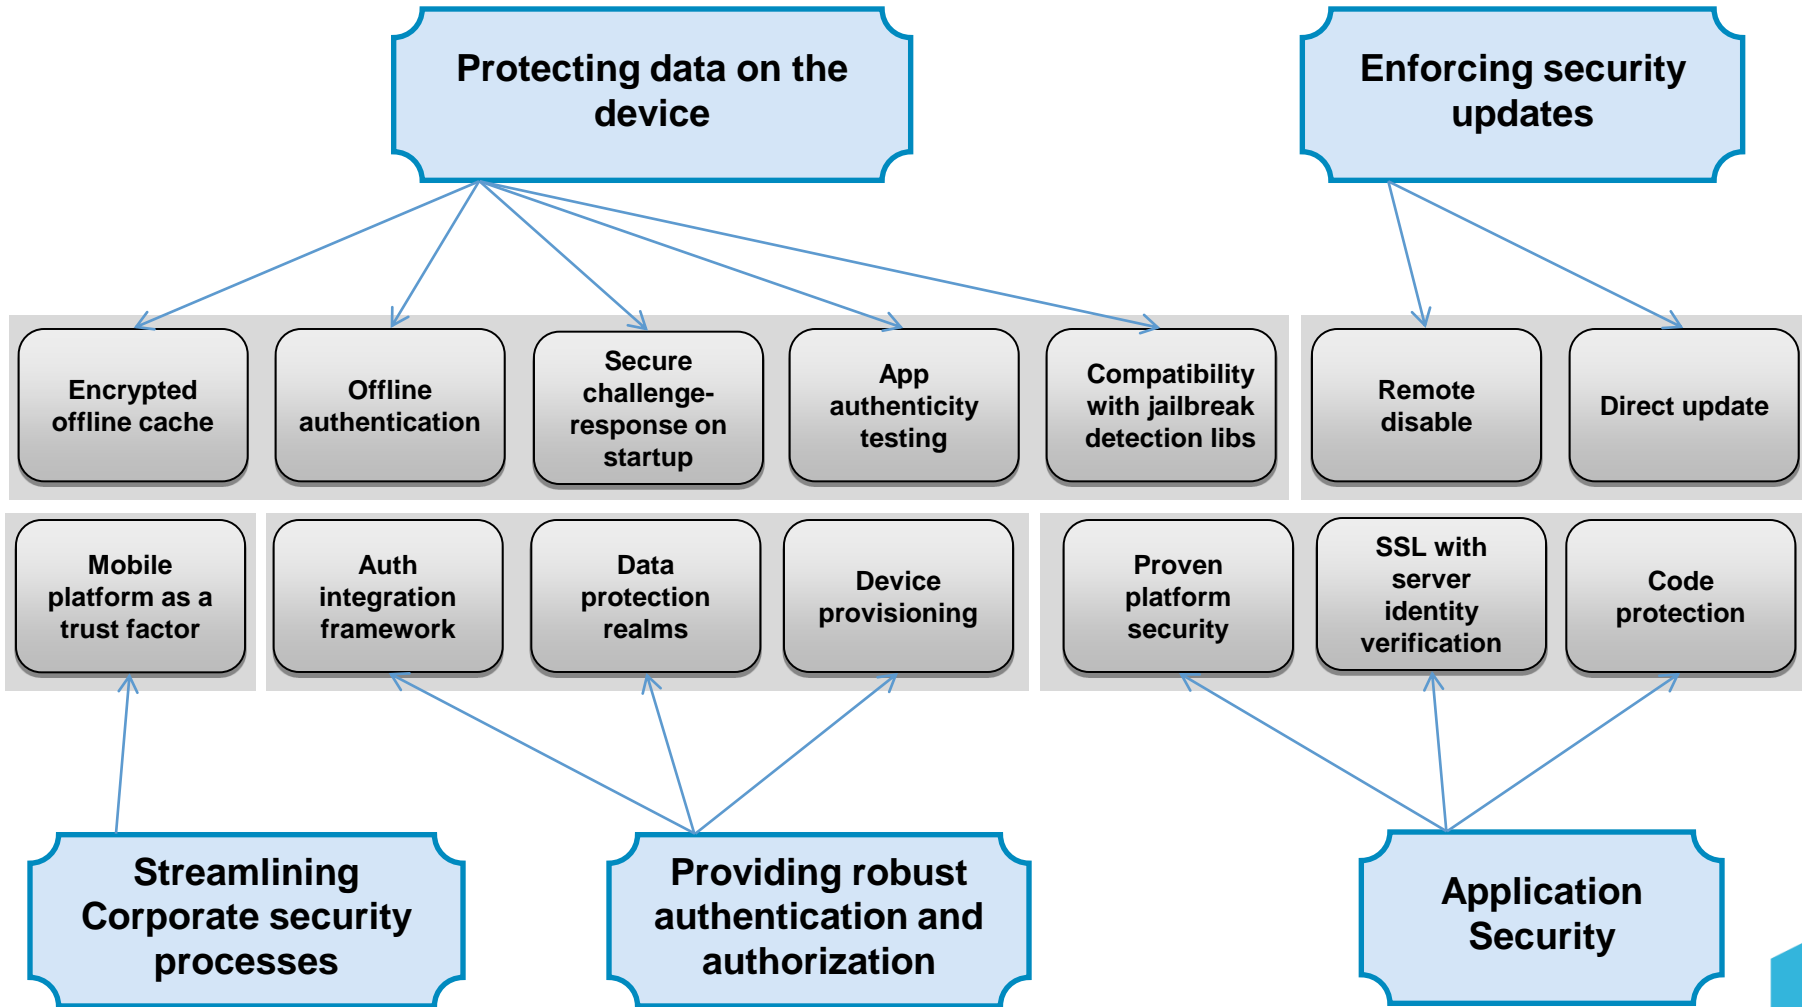 Protecting data on the
device
Enforcing security
updates
Encrypted
offline cache
Offline
authentication
Secure
challenge-
response on
startup
App
authenticity
testing
Compatibility
with jailbreak
detection libs
Remote
disable
Direct update
Mobile
platform as a
trust factor
Auth
integration
framework
Data
protection
realms
Device
provisioning
Proven
platform
security
SSL with
server
identity
verification
Code
protection
Streamlining
Corporate security
processes
Providing robust
authentication and
authorization
Application
Security